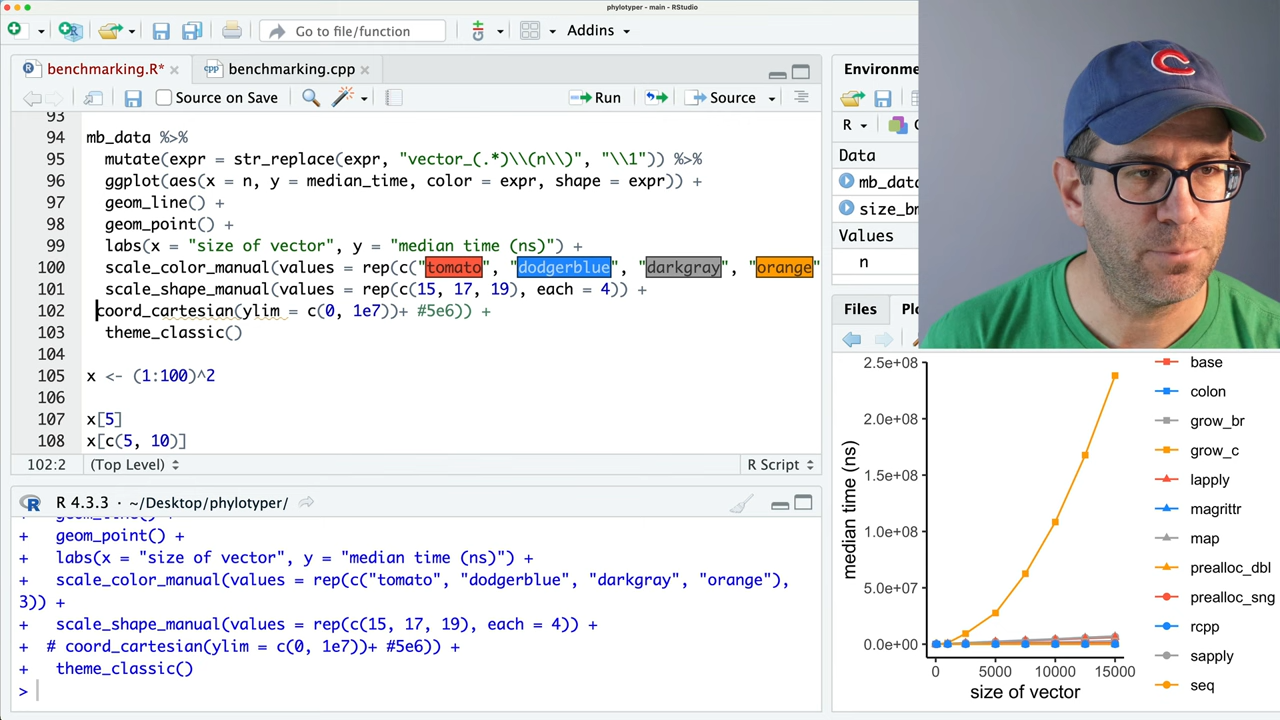 phylotyper - main - RStudio
Go to file/function
Addins
benchmarking.R*
benchmarking.cpp
Source on Save
Run
Source
93
94 mb_data %>%
95 mutate(expr = str_replace(expr, "vector_(.*)\\(n\\)", "\\1")) %>%
96 ggplot(aes(x = n, y = median_time, color = expr, shape = expr)) +
97 geom_line() +
98 geom_point() +
99 labs(x = "size of vector", y = "median time (ns)") +
100 scale_color_manual(values = rep(c("tomato", "dodgerblue", "darkgray", "orange"
101 scale_shape_manual(values = rep(c(15, 17, 19), each = 4)) +
102 coord_cartesian(ylim = c(0, 1e7))+ #5e6)) +
103 theme_classic()
104
105 x <- (1:100)^2
106
107 x[5]
108 x[c(5, 10)]
102:2 (Top Level) R Script
R 4.3.3 · ~/Desktop/phylotyper/
+ geom_line() +
+ geom_point() +
+ labs(x = "size of vector", y = "median time (ns)") +
+ scale_color_manual(values = rep(c("tomato", "dodgerblue", "darkgray", "orange"),
3)) +
+ scale_shape_manual(values = rep(c(15, 17, 19), each = 4)) +
+ # coord_cartesian(ylim = c(0, 1e7))+ #5e6)) +
+ theme_classic()
>
Environme
R
Data
mb_data
size_br
Values
n
Files
Plo
2.5e+08
2.0e+08
1.5e+08
1.0e+08
5.0e+07
0.0e+00
median time (ns)
0 5000 10000 15000
size of vector
base
colon
grow_br
grow_c
lapply
magrittr
map
prealloc_dbl
prealloc_sng
rcpp
sapply
seq
C